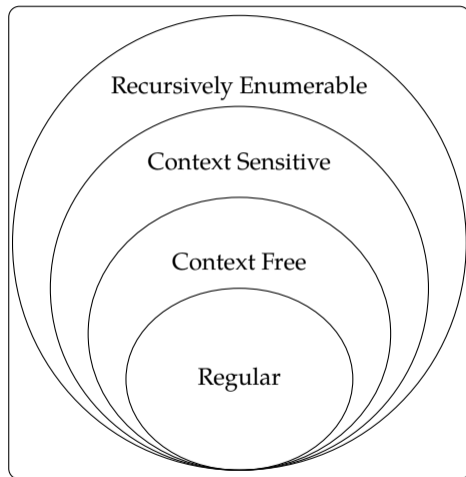 Recursively Enumerable
Context Sensitive
Context Free
Regular